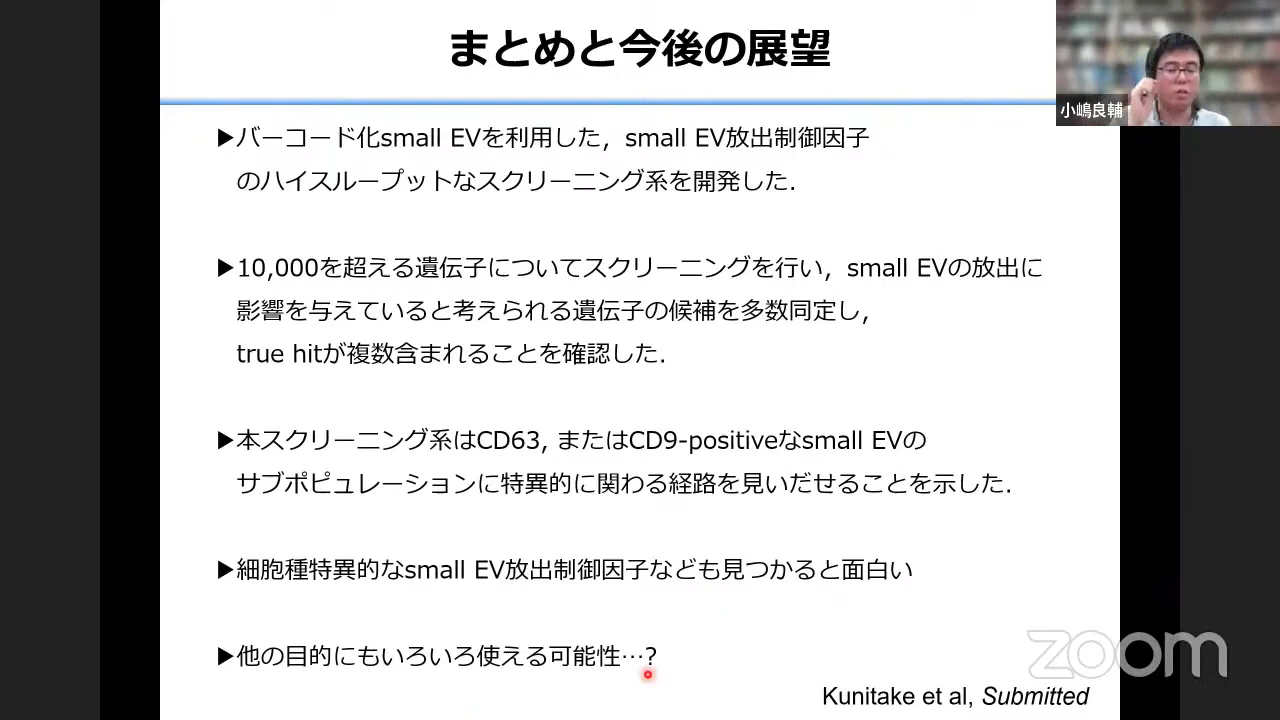 まとめと今後の展望
小嶋良輔
▶バーコード化small EVを利用した，small EV放出制御因子
のハイスループットなスクリーニング系を開発した．
▶10,000を超える遺伝子についてスクリーニングを行い，small EVの放出に
影響を与えていると考えられる遺伝子の候補を多数同定し，
true hitが複数含まれることを確認した．
▶本スクリーニング系はCD63, またはCD9-positiveなsmall EVの
サブポピュレーションに特異的に関わる経路を見いだせることを示した．
▶細胞種特異的なsmall EV放出制御因子なども見つかると面白い
▶他の目的にもいろいろ使える可能性…?
zoom
Kunitake et al, Submitted